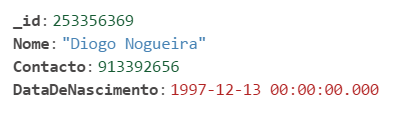 _id: 253356369
Nome: "Diogo Nogueira"
Contacto: 913392656
DataDeNascimento: 1997-12-13 00:00:00.000